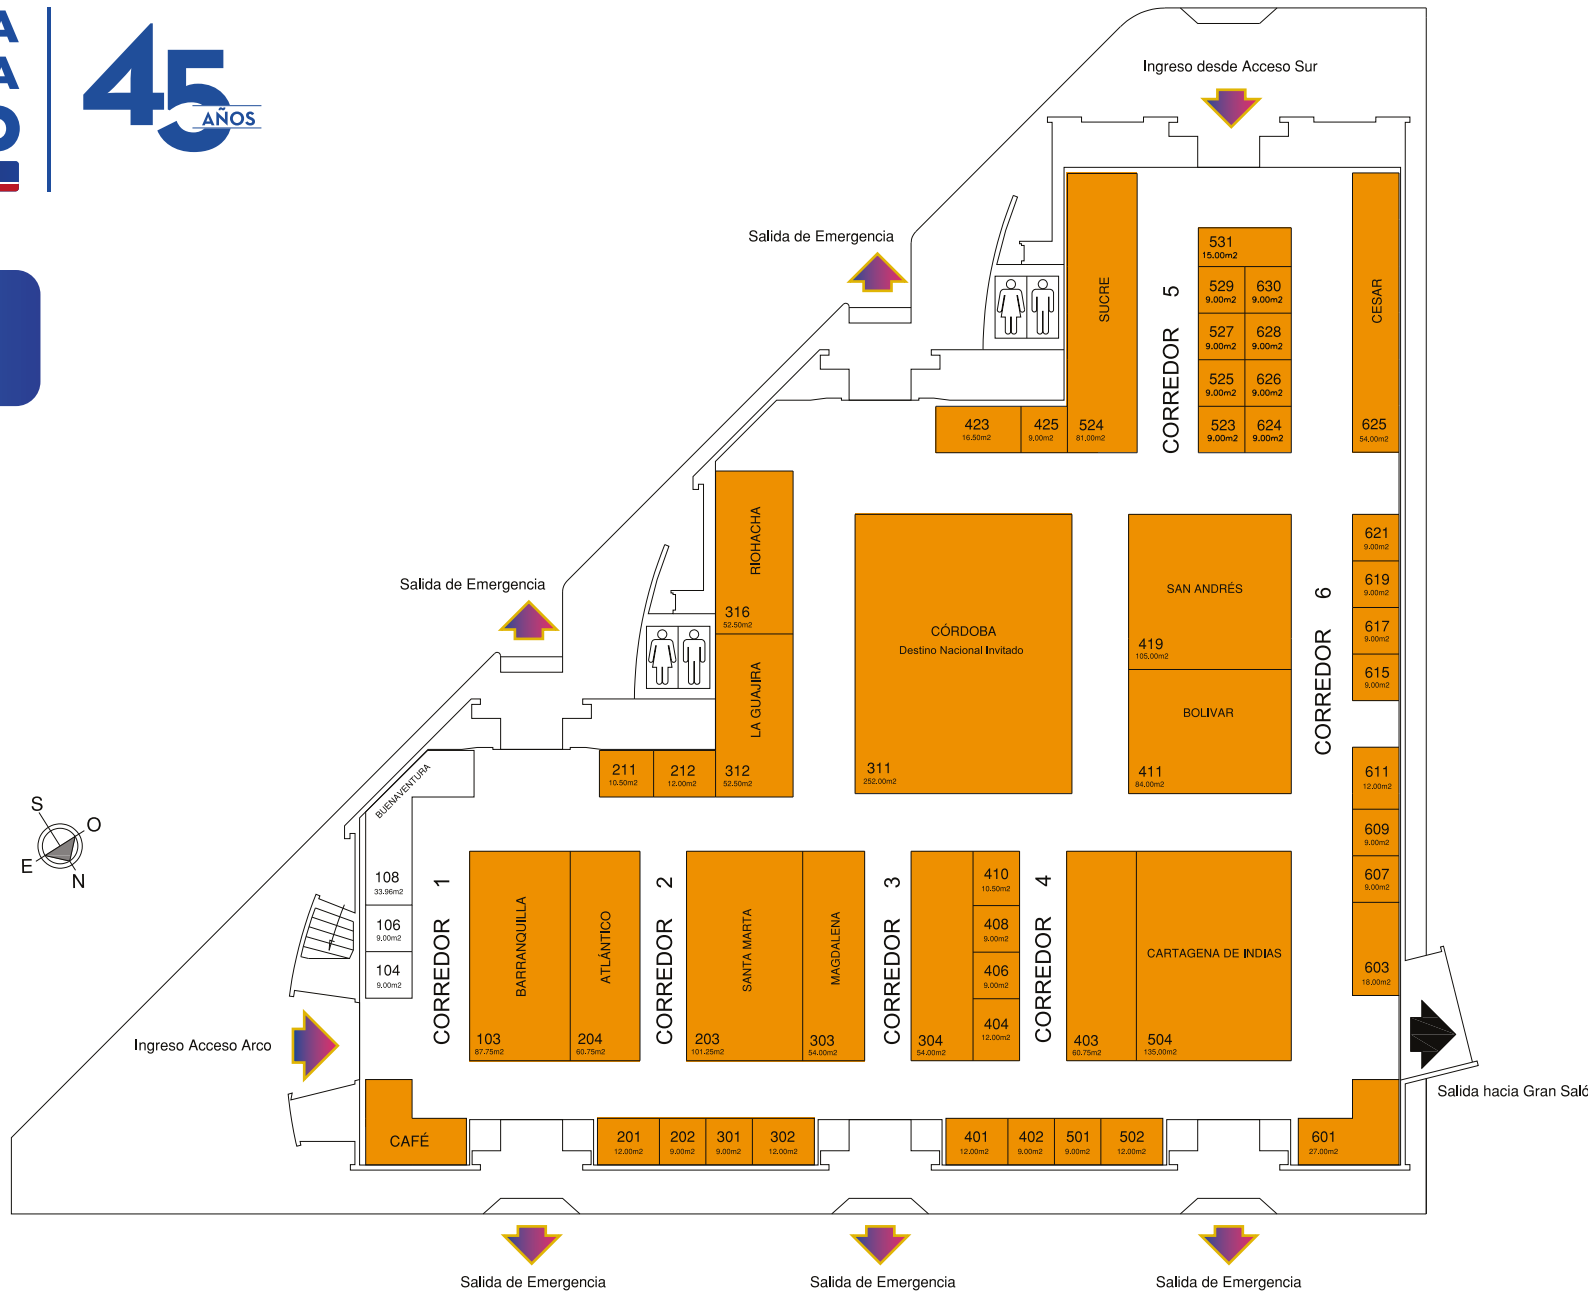 A
A
45
AÑOS
Ingreso desde Acceso Sur
Salida de Emergencia
SUCRE
524
81.00m2
CORREDOR 5
531
15.00m2
529
9.00m2
630
9.00m2
527
9.00m2
628
9.00m2
525
9.00m2
626
9.00m2
523
9.00m2
624
9.00m2
CESAR
625
54.00m2
423
16.50m2
425
9.00m2
RIOHACHA
316
52.50m2
Salida de Emergencia
LA GUAJIRA
312
52.50m2
211
10.50m2
212
12.00m2
CÓRDOBA
Destino Nacional Invitado
311
252.00m2
SAN ANDRÉS
419
105.00m2
BOLIVAR
411
84.00m2
CORREDOR 6
621
9.00m2
619
9.00m2
617
9.00m2
615
9.00m2
611
12.00m2
609
9.00m2
607
9.00m2
603
18.00m2
S
O
E
N
BUENAVENTURA
108
33.96m2
106
9.00m2
104
9.00m2
CORREDOR 1
BARRANQUILLA
103
87.75m2
ATLÁNTICO
204
60.75m2
CORREDOR 2
SANTA MARTA
203
101.25m2
MAGDALENA
303
54.00m2
CORREDOR 3
304
54.00m2
410
10.50m2
408
9.00m2
406
9.00m2
404
12.00m2
CORREDOR 4
403
60.75m2
CARTAGENA DE INDIAS
504
135.00m2
Ingreso Acceso Arco
Salida hacia Gran Saló
CAFÉ
201
12.00m2
202
9.00m2
301
9.00m2
302
12.00m2
401
12.00m2
402
9.00m2
501
9.00m2
502
12.00m2
601
27.00m2
Salida de Emergencia
Salida de Emergencia
Salida de Emergencia